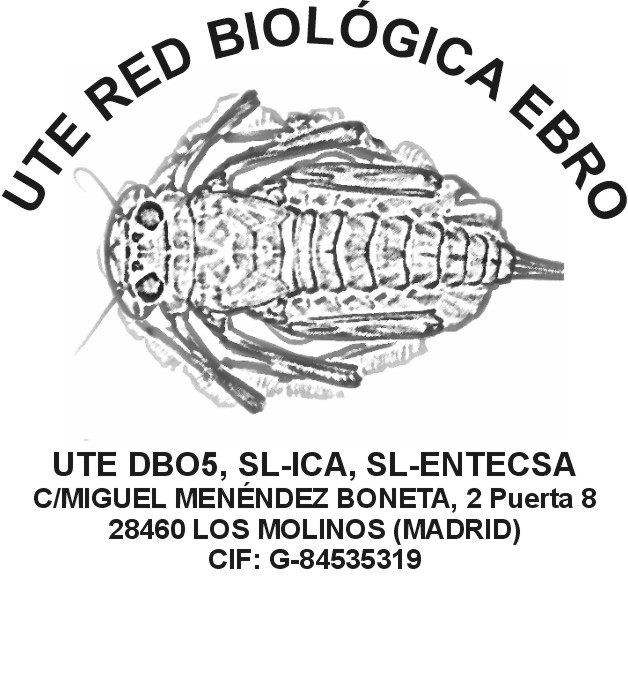 UTE RED BIOLÓGICA EBRO
UTE DBO5, SL-ICA, SL-ENTECSA
C/MIGUEL MENÉNDEZ BONETA, 2 Puerta 8
28460 LOS MOLINOS (MADRID)
CIF: G-84535319